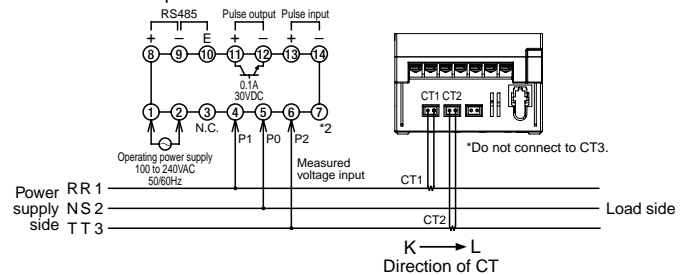 RS485 Pulse output Pulse input
+ − E + − + −
8 9 10 11 12 13 14
0.1A
30VDC
1 2 3 4 5 6 7
N.C. P1 P0 P2 *2
Operating power supply
100 to 240VAC
50/60Hz
Measured
voltage input
CT1 CT2
*Do not connect to CT3.
CT1
Power
supply
side
R R 1
N S 2
T T 3
Load side
CT2
K L
Direction of CT